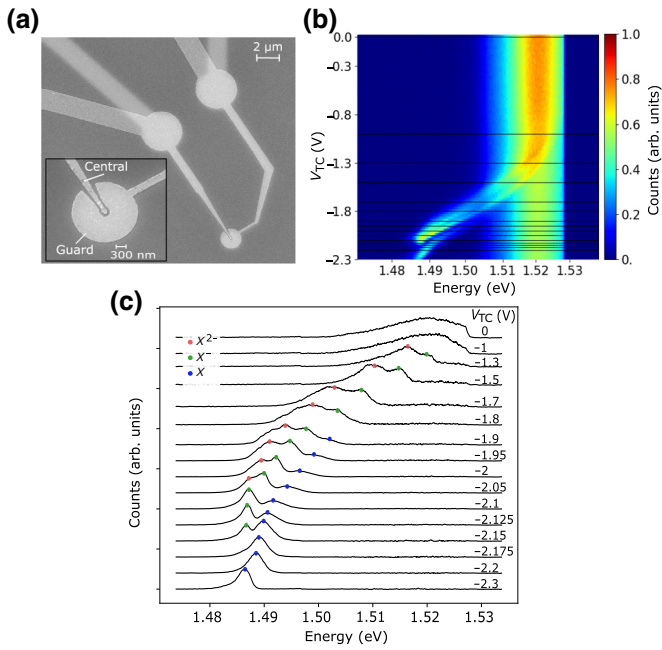 (a)
2 μm
Central
Guard
300 nm
(b)
0.0
−0.3
−0.8
−1.3
−1.8
−2.3
V_TC (V)
1.48 1.49 1.50 1.51 1.52 1.53
Energy (eV)
1.0
0.8
0.6
0.4
0.2
0.
Counts (arb. units)
(c)
X²⁻
X⁻
X
V_TC (V)
0
−1
−1.3
−1.5
−1.7
−1.8
−1.9
−1.95
−2
−2.05
−2.1
−2.125
−2.15
−2.175
−2.2
−2.3
Counts (arb. units)
1.48 1.49 1.50 1.51 1.52 1.53
Energy (eV)